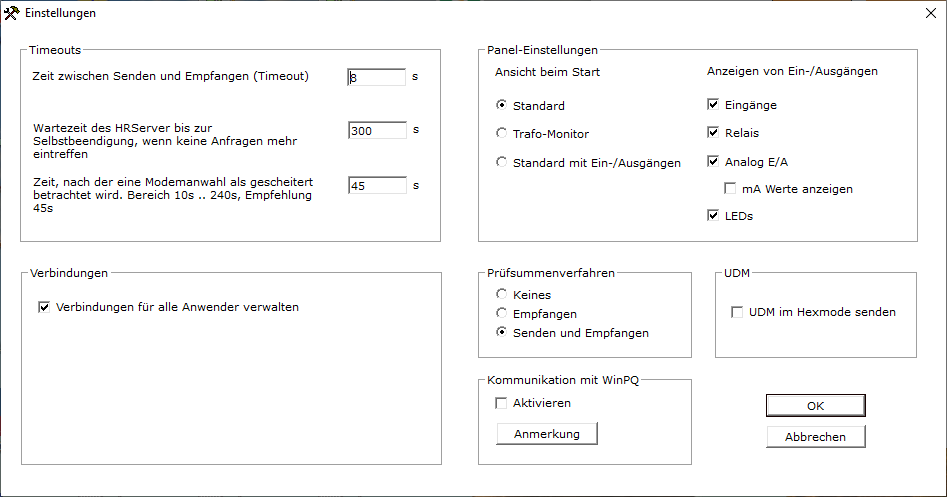 Einstellungen
Timeouts
Zeit zwischen Senden und Empfangen (Timeout)
8 s
Wartezeit des HRServer bis zur
Selbstbeendigung, wenn keine Anfragen mehr
eintreffen
300 s
Zeit, nach der eine Modemanwahl als gescheitert
betrachtet wird. Bereich 10s .. 240s, Empfehlung
45s
45 s
Panel-Einstellungen
Ansicht beim Start
Standard
Trafo-Monitor
Standard mit Ein-/Ausgängen
Anzeigen von Ein-/Ausgängen
Eingänge
Relais
Analog E/A
mA Werte anzeigen
LEDs
Verbindungen
Verbindungen für alle Anwender verwalten
Prüfsummenverfahren
Keines
Empfangen
Senden und Empfangen
UDM
UDM im Hexmode senden
Kommunikation mit WinPQ
Aktivieren
Anmerkung
OK
Abbrechen